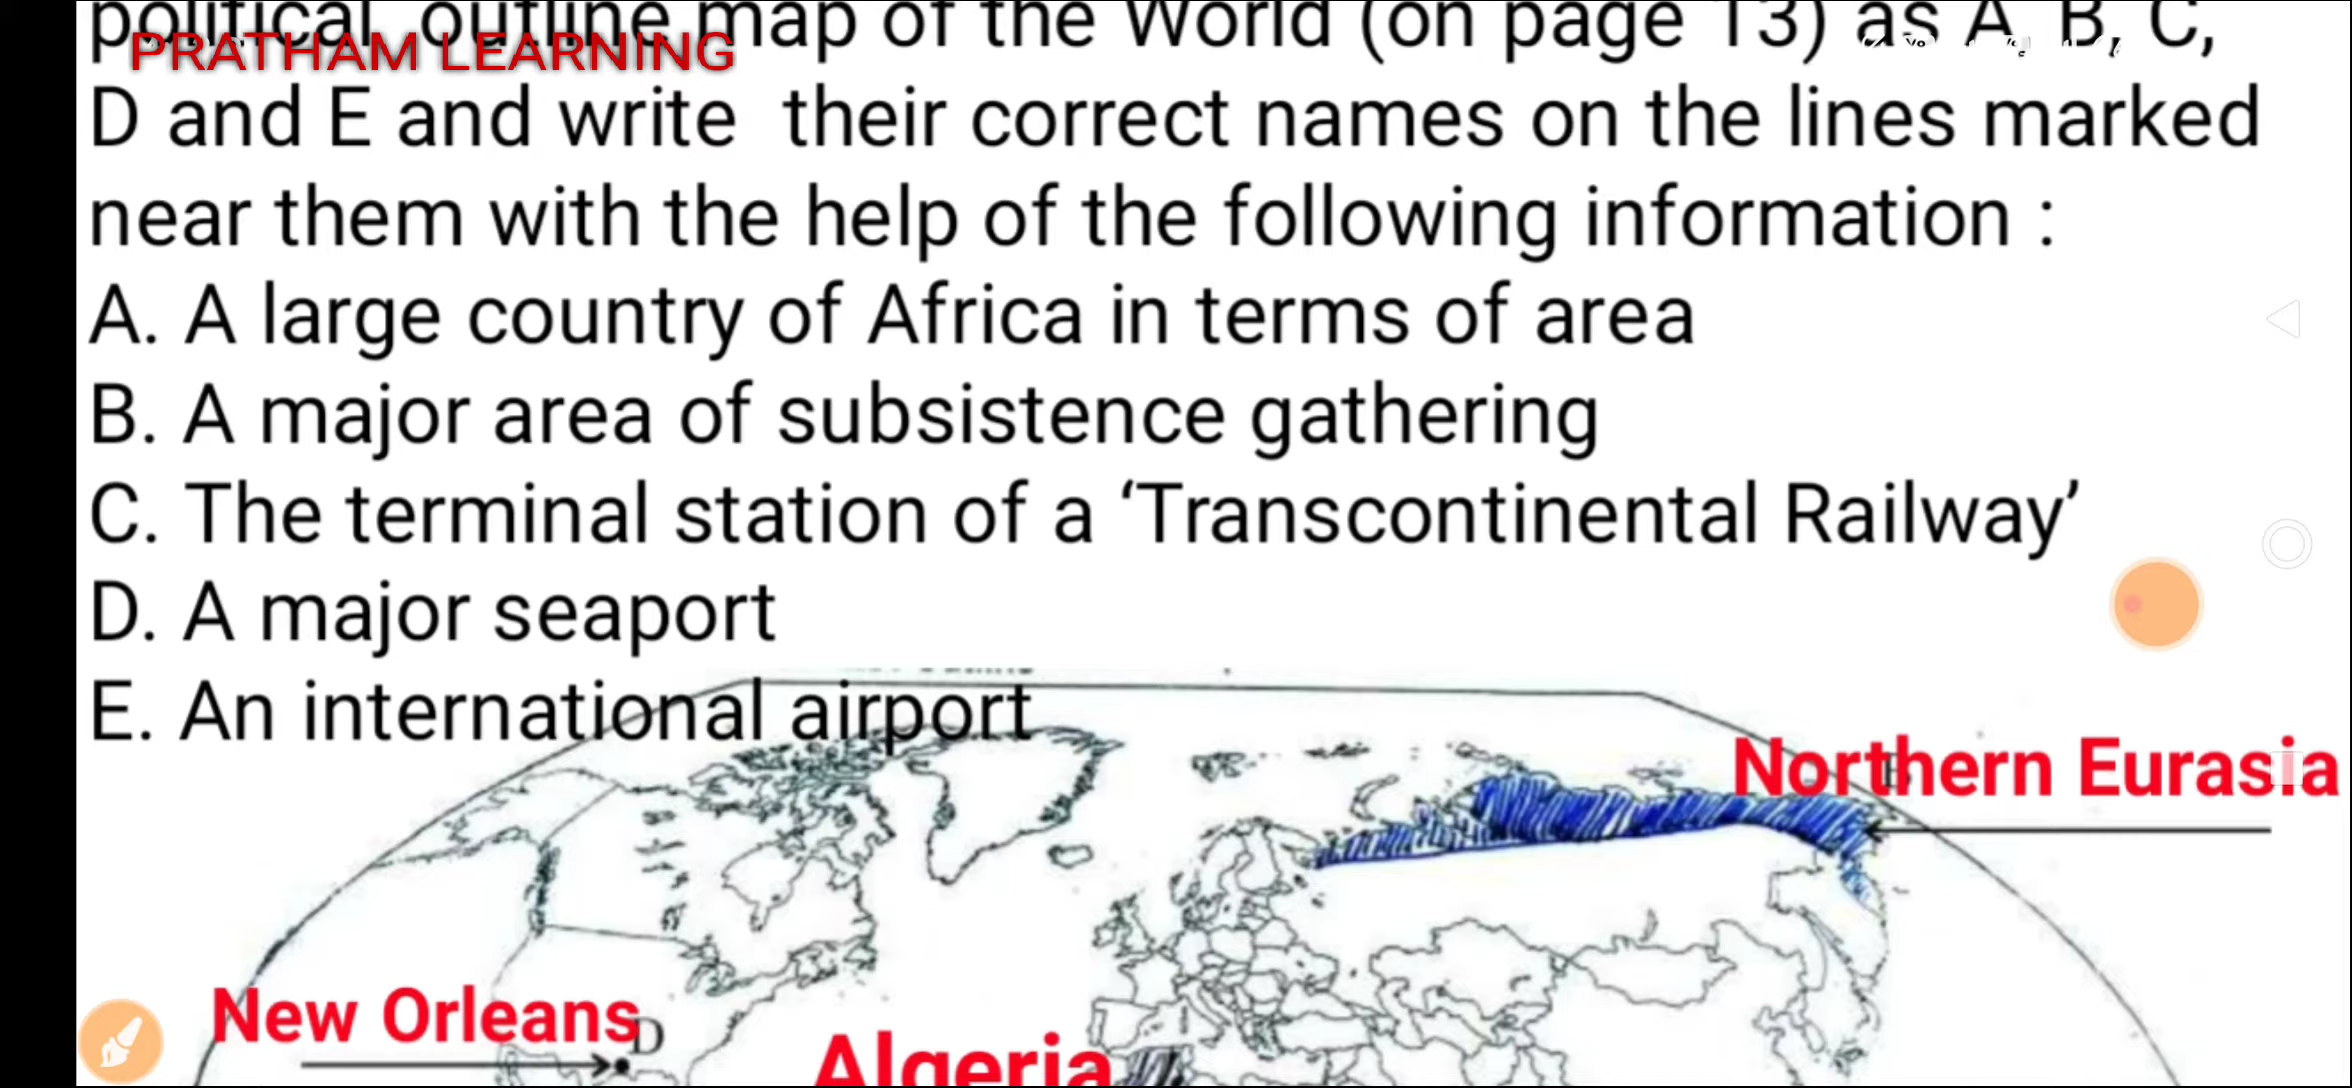 political outline map of the World (on page 13) as A, B, C,
PRATHAM LEARNING
D and E and write their correct names on the lines marked
near them with the help of the following information :
A. A large country of Africa in terms of area
B. A major area of subsistence gathering
C. The terminal station of a ‘Transcontinental Railway’
D. A major seaport
E. An international airport
Northern Eurasia
New Orleans
D
Algeria